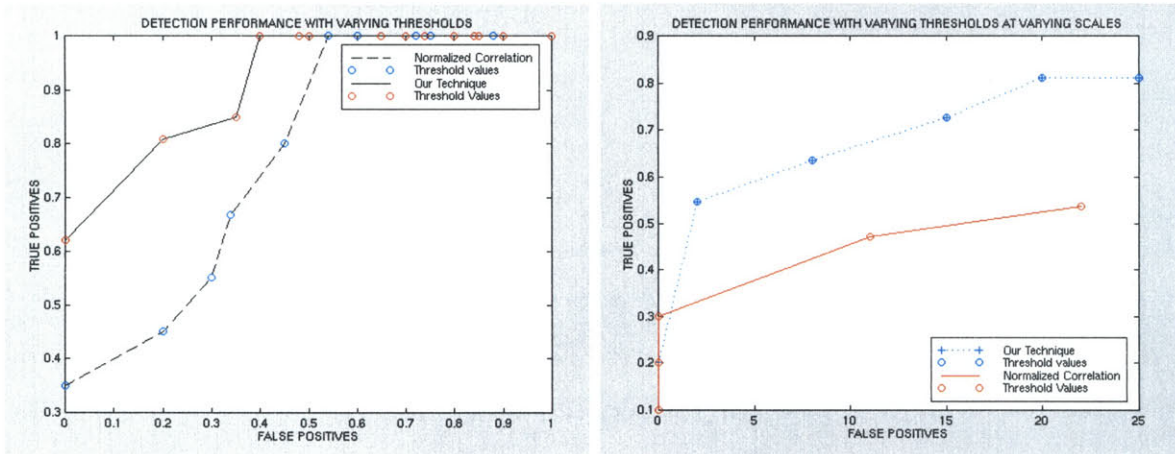 DETECTION PERFORMANCE WITH VARYING THRESHOLDS
1
0.9
0.8
0.7
0.6
0.5
0.4
0.3
TRUE POSITIVES
Normalized Correlation
Threshold values
Our Technique
Threshold Values
0 0.1 0.2 0.3 0.4 0.5 0.6 0.7 0.8 0.9 1
FALSE POSITIVES
DETECTION PERFORMANCE WITH VARYING THRESHOLDS AT VARYING SCALES
0.9
0.8
0.7
0.6
0.5
0.4
0.3
0.2
0.1
TRUE POSITIVES
Our Technique
Threshold values
Normalized Correlation
Threshold Values
0 5 10 15 20 25
FALSE POSITIVES